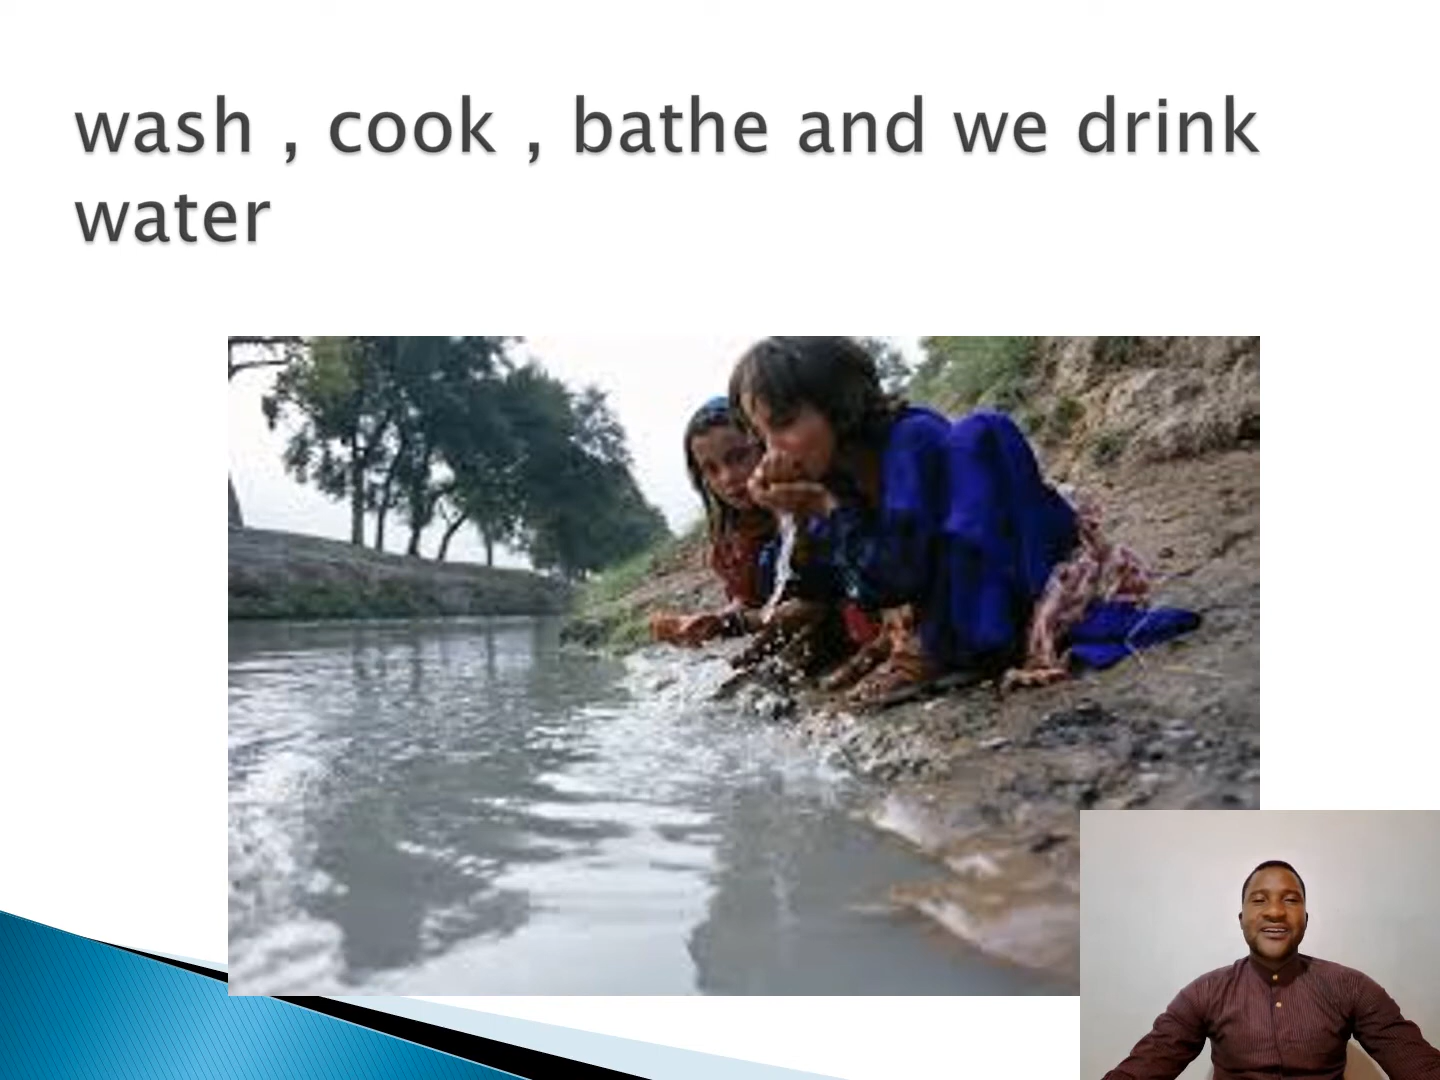 wash , cook , bathe and we drink
water